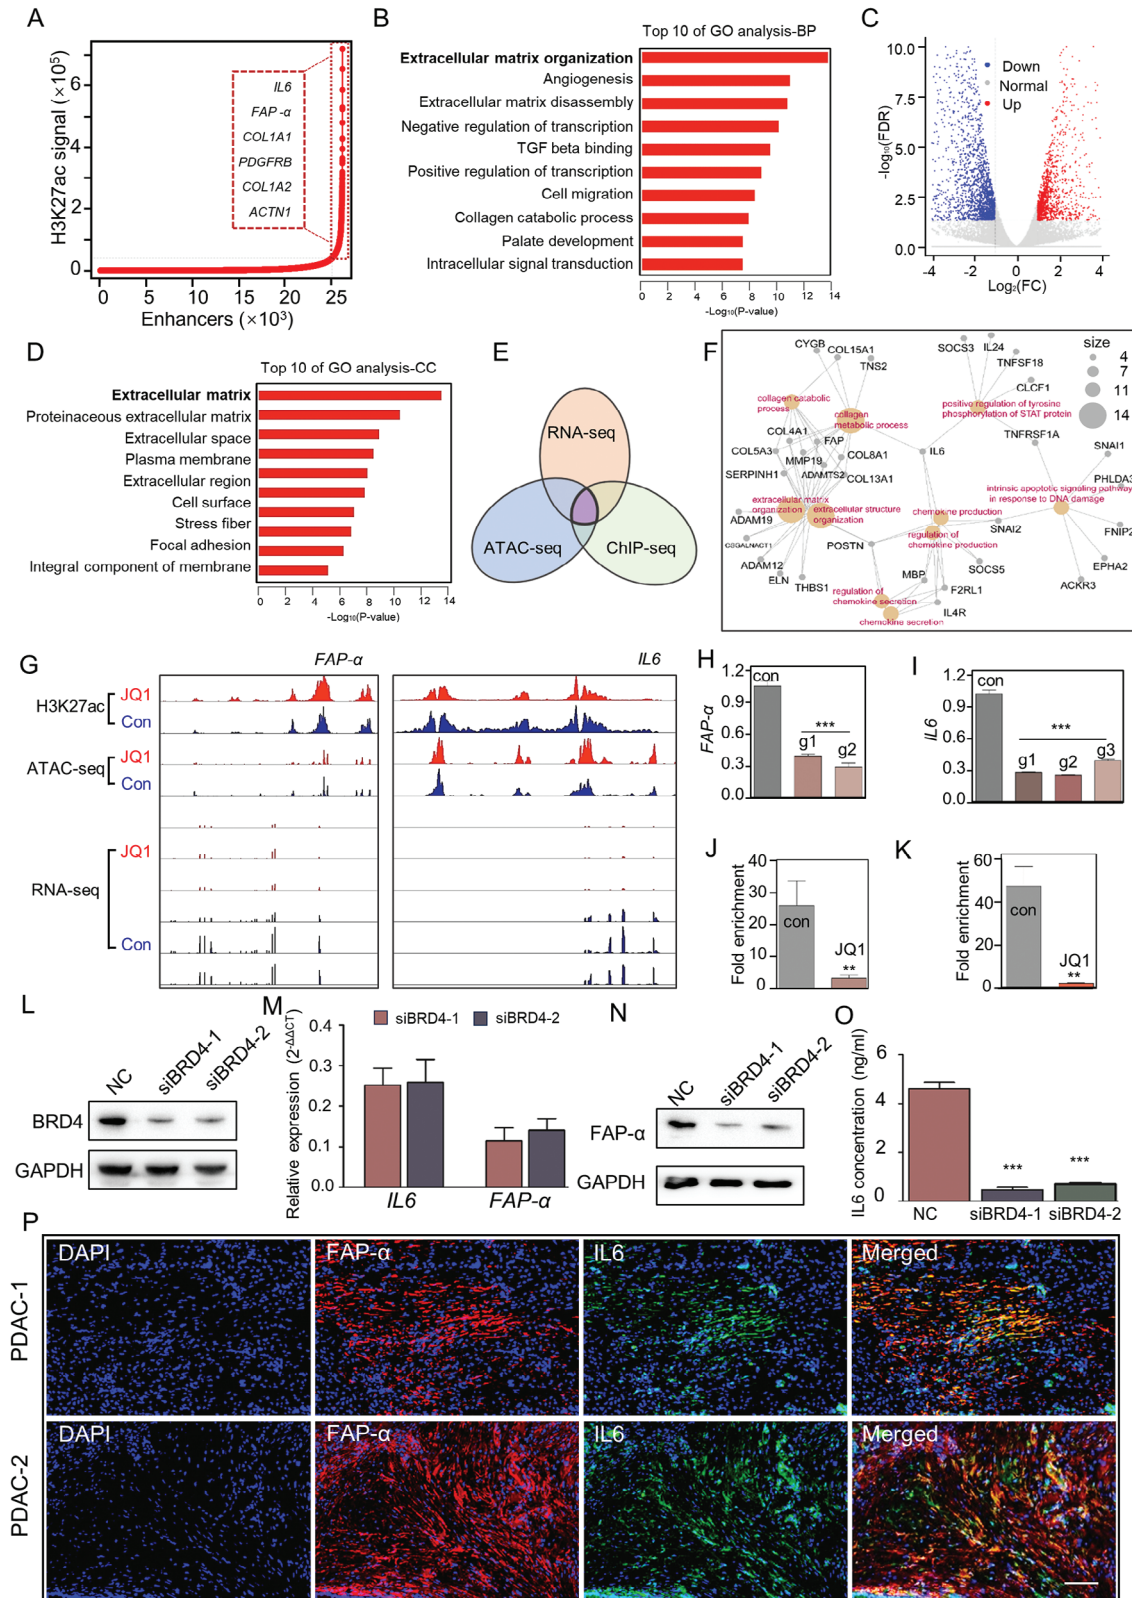 A
H3K27ac signal (×10⁵)
6
4
2
0
IL6
FAP-α
COL1A1
PDGFRB
COL1A2
ACTN1
0 5 10 15 20 25
Enhancers (×10³)
B
Top 10 of GO analysis-BP
Extracellular matrix organization
Angiogenesis
Extracellular matrix disassembly
Negative regulation of transcription
TGF beta binding
Positive regulation of transcription
Cell migration
Collagen catabolic process
Palate development
Intracellular signal transduction
0 2 4 6 8 10 12 14
-Log₁₀(P-value)
C
-log₁₀(FDR)
10.0
7.5
5.0
2.5
0.0
Down
Normal
Up
-4 -2 0 2 4
Log₂(FC)
D
Top 10 of GO analysis-CC
Extracellular matrix
Proteinaceous extracellular matrix
Extracellular space
Plasma membrane
Extracellular region
Cell surface
Stress fiber
Focal adhesion
Integral component of membrane
0 2 4 6 8 10 12 14
-Log₁₀(P-value)
E
RNA-seq
ATAC-seq
ChIP-seq
F
CYGB
COL15A1
TNS2
SOCS3
IL24
TNFSF18
CLCF1
size
4
7
11
14
collagen catabolic
process
collagen
metabolic process
positive regulation of tyrosine
phosphorylation of STAT protein
COL4A1
FAP
COL5A3
MMP19
COL8A1
SERPINH1
ADAMTS2
COL13A1
IL6
TNFRSF1A
SNAI1
PHLDA3
extracellular matrix
organization
extracellular structure
organization
intrinsic apoptotic signaling pathway
in response to DNA damage
chemokine production
ADAM19
CSGALNACT1
ADAM12
ELN
THBS1
POSTN
SNAI2
regulation of
chemokine production
FNIP2
EPHA2
ACKR3
SOCS5
MBP
F2RL1
IL4R
regulation of
chemokine secretion
chemokine secretion
G
FAP-α
IL6
H3K27ac
JQ1
Con
ATAC-seq
JQ1
Con
RNA-seq
JQ1
Con
H
FAP-α
1.2
0.9
0.6
0.3
0.0
con
g1
g2
***
I
IL6
1.2
0.9
0.6
0.3
0.0
con
g1
g2
g3
***
J
Fold enrichment
40
30
20
10
0
con
JQ1
**
K
Fold enrichment
60
40
20
0
con
JQ1
**
L
NC
siBRD4-1
siBRD4-2
BRD4
GAPDH
M
siBRD4-1
siBRD4-2
Relative expression (2-ΔΔCT)
0.4
0.3
0.2
0.1
0.0
IL6
FAP-α
N
NC
siBRD4-1
siBRD4-2
FAP-α
GAPDH
O
IL6 concentration (ng/ml)
6
4
2
0
***
***
NC
siBRD4-1
siBRD4-2
P
PDAC-1
DAPI
FAP-α
IL6
Merged
PDAC-2
DAPI
FAP-α
IL6
Merged